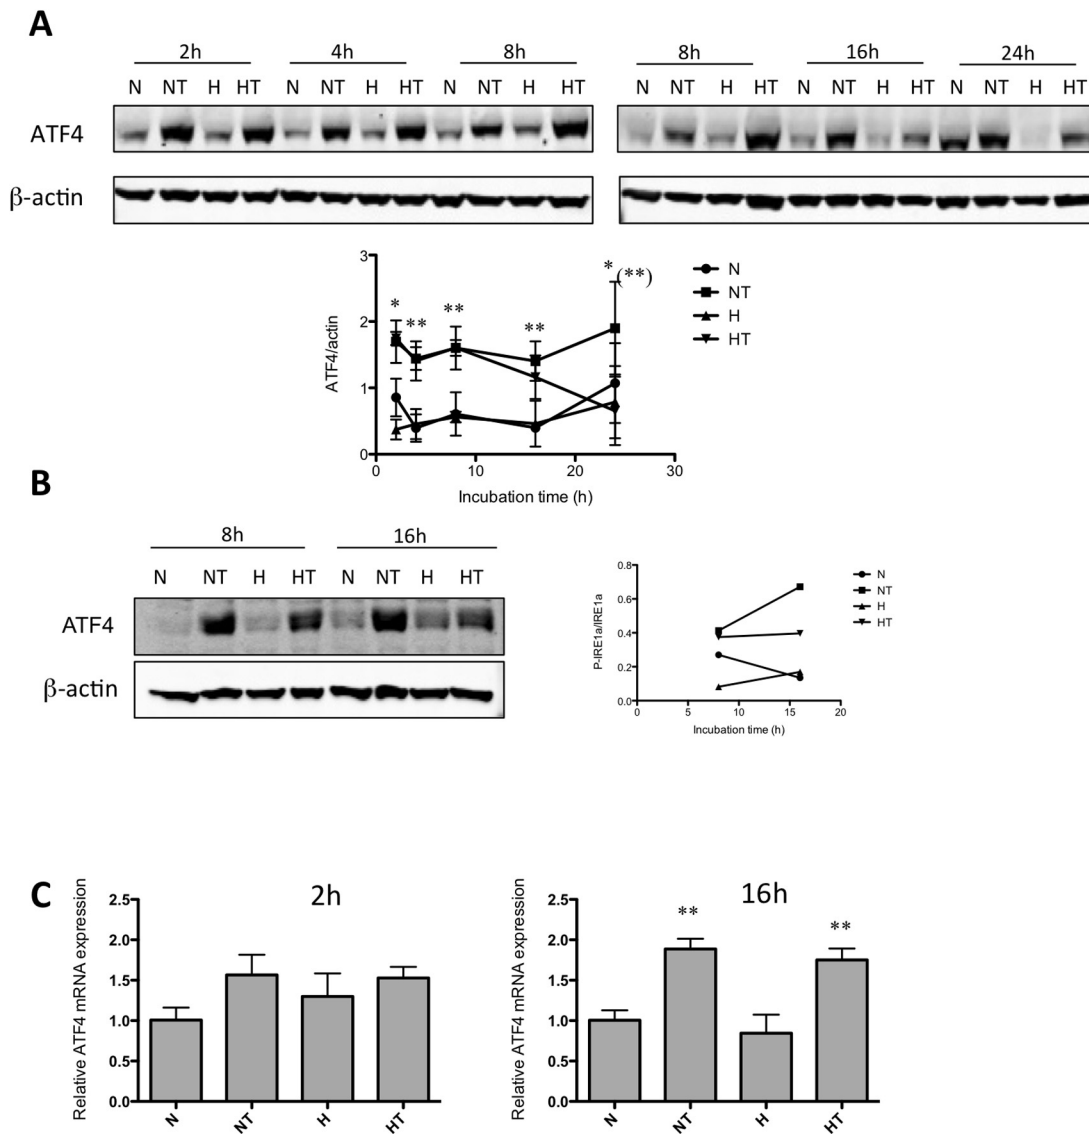 A
2h 4h 8h 8h 16h 24h
N NT H HT N NT H HT N NT H HT N NT H HT N NT H HT N NT H HT
ATF4
β-actin
3
2
1
0
ATF4/actin
* ** ** ** * (**)
N
NT
H
HT
0 10 20 30
Incubation time (h)
B
8h 16h
N NT H HT N NT H HT
ATF4
β-actin
0.8
0.6
0.4
0.2
0.0
P-IRE1a/IRE1a
N
NT
H
HT
0 5 10 15 20
Incubation time (h)
C
2h
2.5
2.0
1.5
1.0
0.5
0.0
Relative ATF4 mRNA expression
N NT H HT
16h
2.5
2.0
1.5
1.0
0.5
0.0
Relative ATF4 mRNA expression
** **
N NT H HT